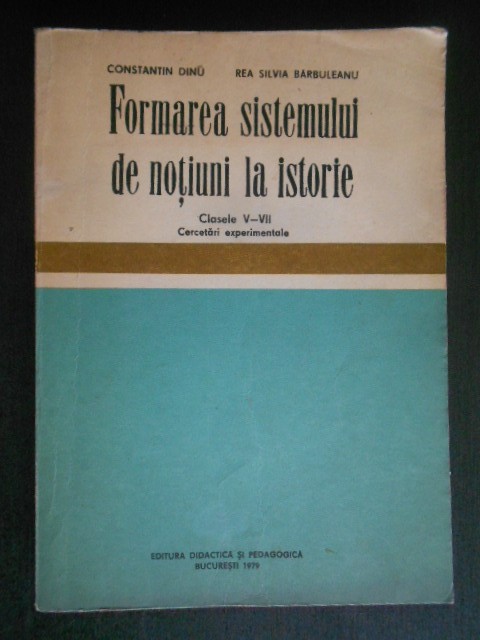 CONSTANTIN DINU REA SILVIA BĂRBULEANU
Formarea sistemului
de noțiuni la istorie
Clasele V–VII
Cercetări experimentale
EDITURA DIDACTICĂ ȘI PEDAGOGICĂ
BUCUREȘTI 1979